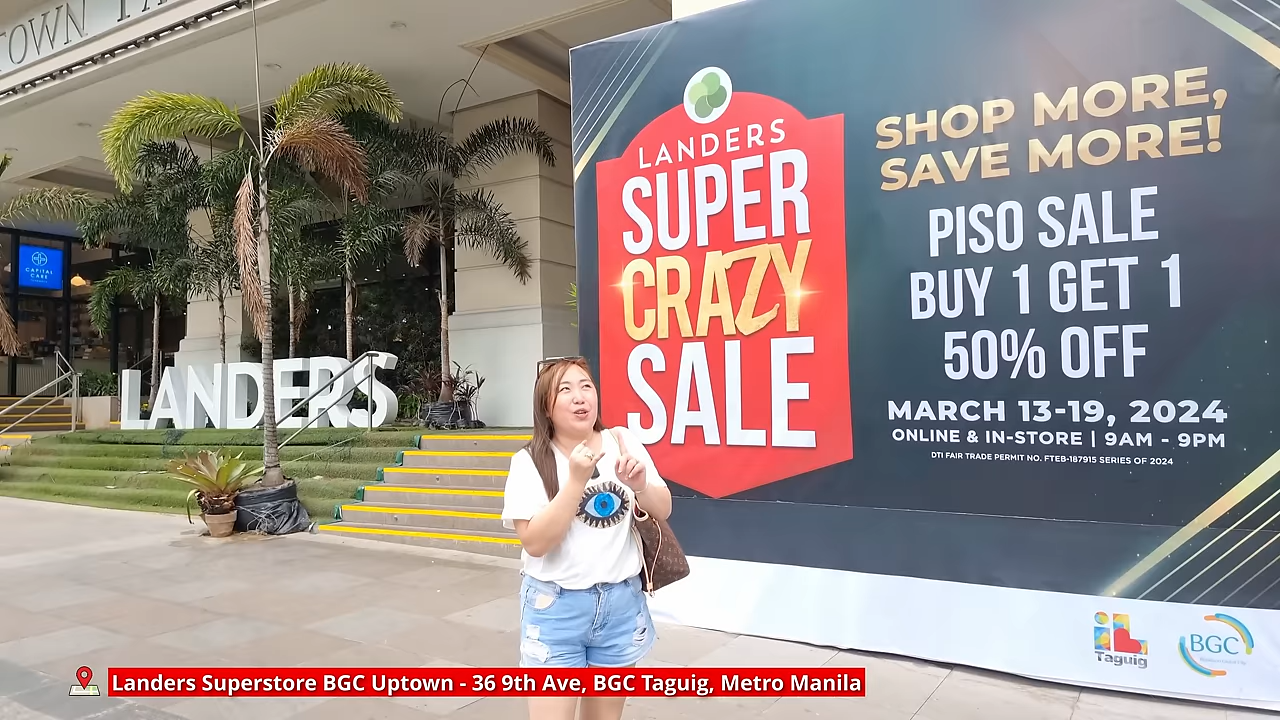 OWN
CAPITAL
CARE
LANDERS
LANDERS
SUPER
CRAZY
SALE
SHOP MORE,
SAVE MORE!
PISO SALE
BUY 1 GET 1
50% OFF
MARCH 13-19, 2024
ONLINE & IN-STORE | 9AM - 9PM
DTI FAIR TRADE PERMIT NO. FTEB-187915 SERIES OF 2024
Taguig
BGC
Landers Superstore BGC Uptown - 36 9th Ave, BGC Taguig, Metro Manila